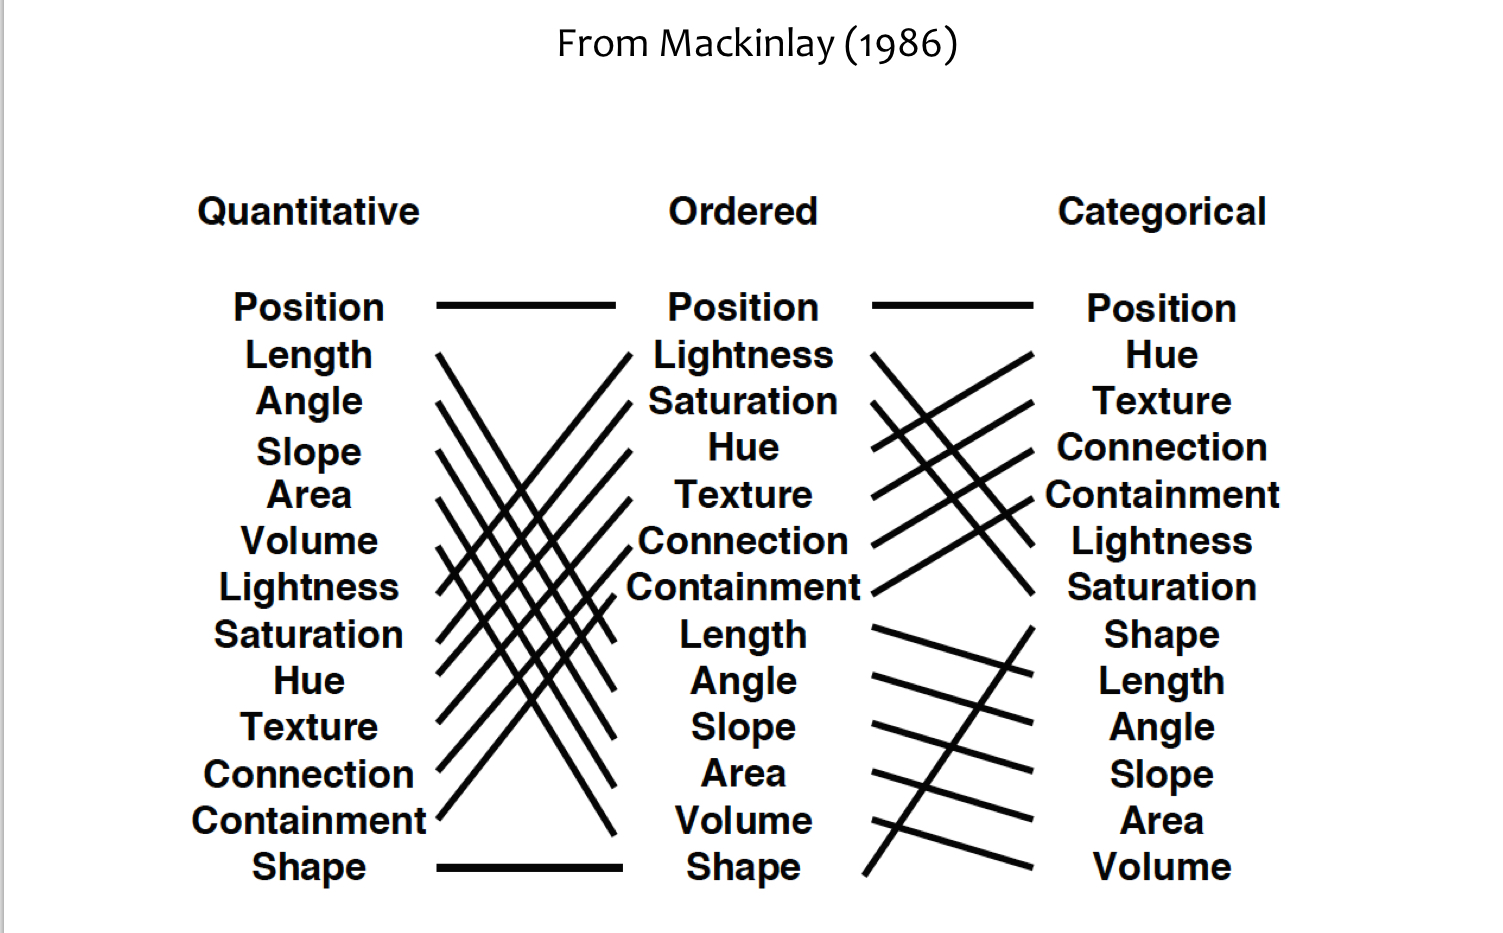 From Mackinlay (1986)
Quantitative Ordered Categorical
Position Position Position
Length Lightness Hue
Angle Saturation Texture
Slope Hue Connection
Area Texture Containment
Volume Connection Lightness
Lightness Containment Saturation
Saturation Length Shape
Hue Angle Length
Texture Slope Angle
Connection Area Slope
Containment Volume Area
Shape Shape Volume